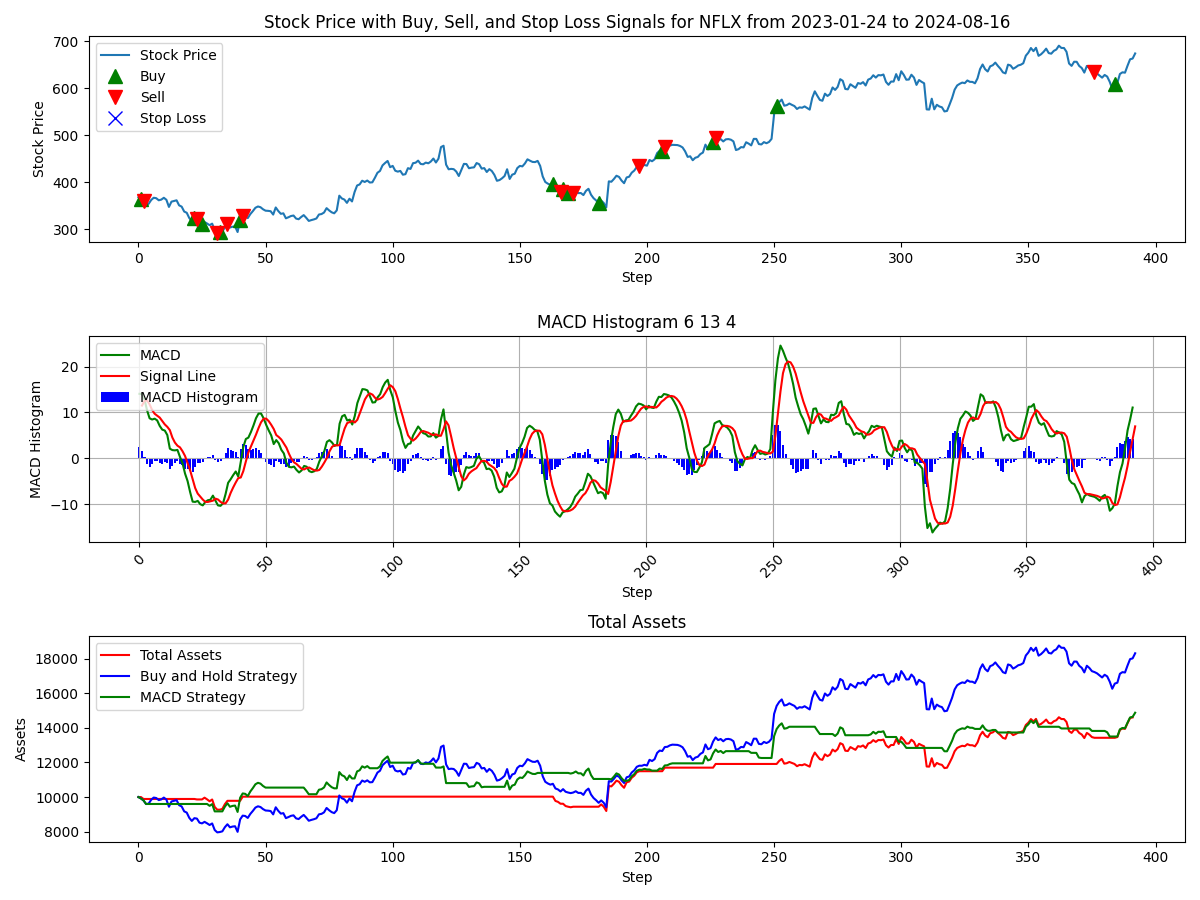 Stock Price with Buy, Sell, and Stop Loss Signals for NFLX from 2023-01-24 to 2024-08-16
Stock Price
700
600
500
400
300
Stock Price
Buy
Sell
Stop Loss
0 50 100 150 200 250 300 350 400
Step
MACD Histogram 6 13 4
MACD Histogram
20
10
0
−10
MACD
Signal Line
MACD Histogram
0 50 100 150 200 250 300 350 400
Step
Total Assets
Assets
18000
16000
14000
12000
10000
8000
Total Assets
Buy and Hold Strategy
MACD Strategy
0 50 100 150 200 250 300 350 400
Step